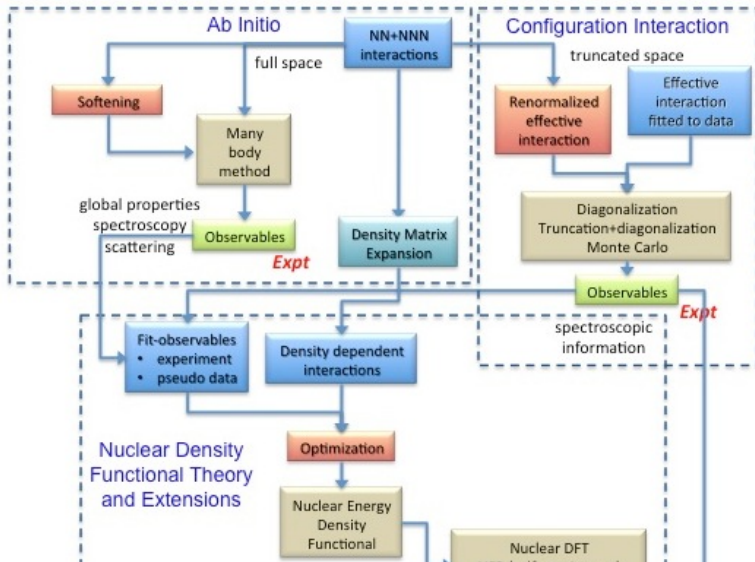 Ab Initio
NN+NNN
interactions
Configuration Interaction
full space
truncated space
Softening
Many
body
method
Renormalized
effective
interaction
Effective
interaction
fitted to data
global properties
spectroscopy
scattering
Observables
Expt
Density Matrix
Expansion
Diagonalization
Truncation+diagonalization
Monte Carlo
Observables
Expt
spectroscopic
information
Fit-observables
• experiment
• pseudo data
Density dependent
interactions
Nuclear Density
Functional Theory
and Extensions
Optimization
Nuclear Energy
Density
Functional
Nuclear DFT